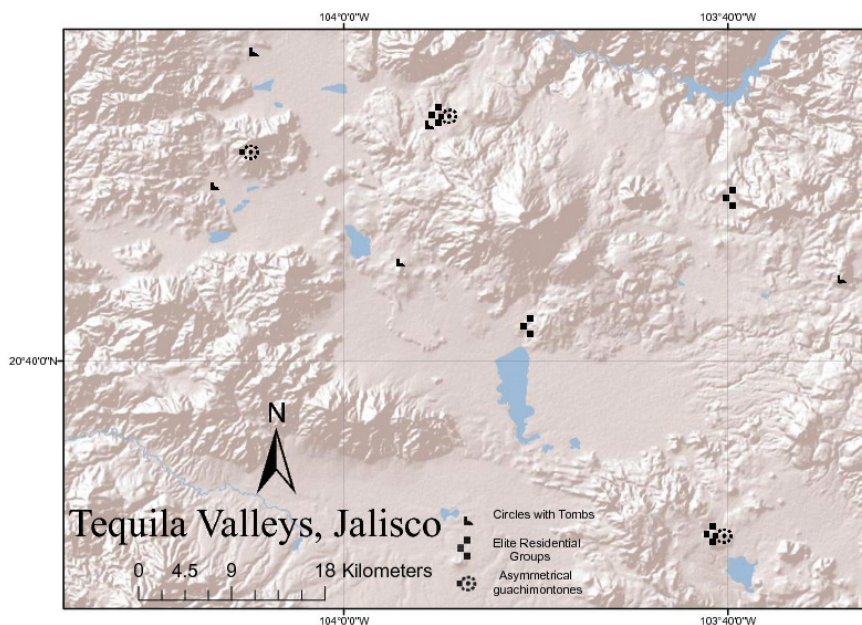 104°0'0"W 103°40'0"W
20°40'0"N
N
Tequila Valleys, Jalisco
0 4.5 9 18 Kilometers
Circles with Tombs
Elite Residential
Groups
Asymmetrical
guachimontones
104°0'0"W 103°40'0"W